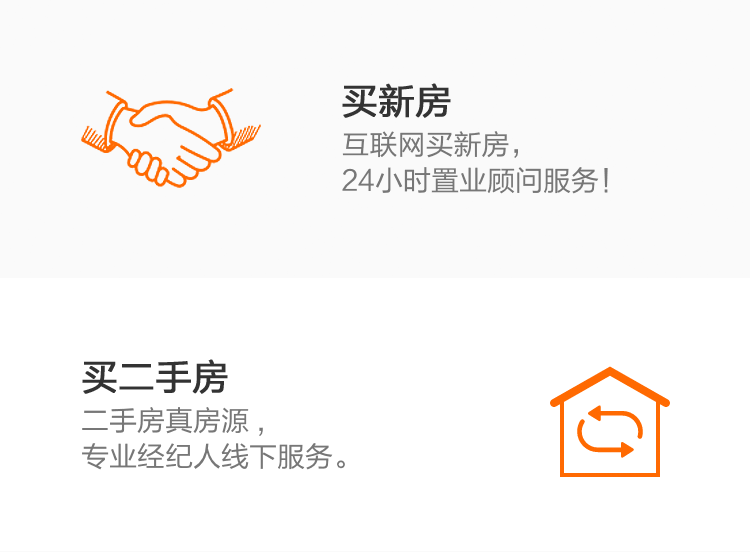 买新房
互联网买新房，
24小时置业顾问服务！
买二手房
二手房真房源，
专业经纪人线下服务。